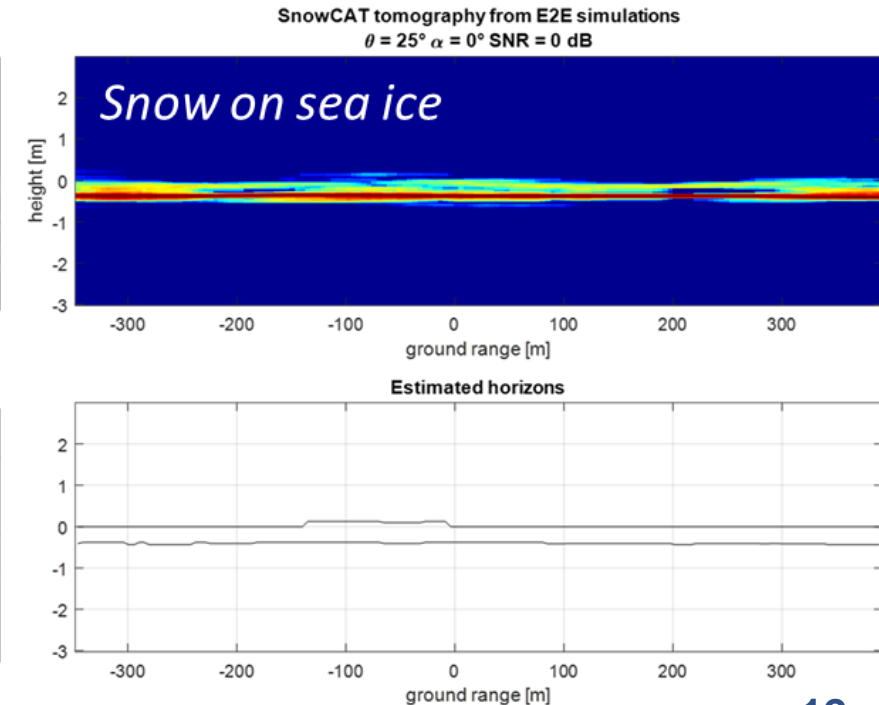 SnowCAT tomography from E2E simulations
θ = 25° α = 0° SNR = 0 dB
Snow on sea ice
height [m]
2
1
0
-1
-2
-3
-300 -200 -100 0 100 200 300
ground range [m]
Estimated horizons
2
1
0
-1
-2
-3
-300 -200 -100 0 100 200 300
ground range [m]